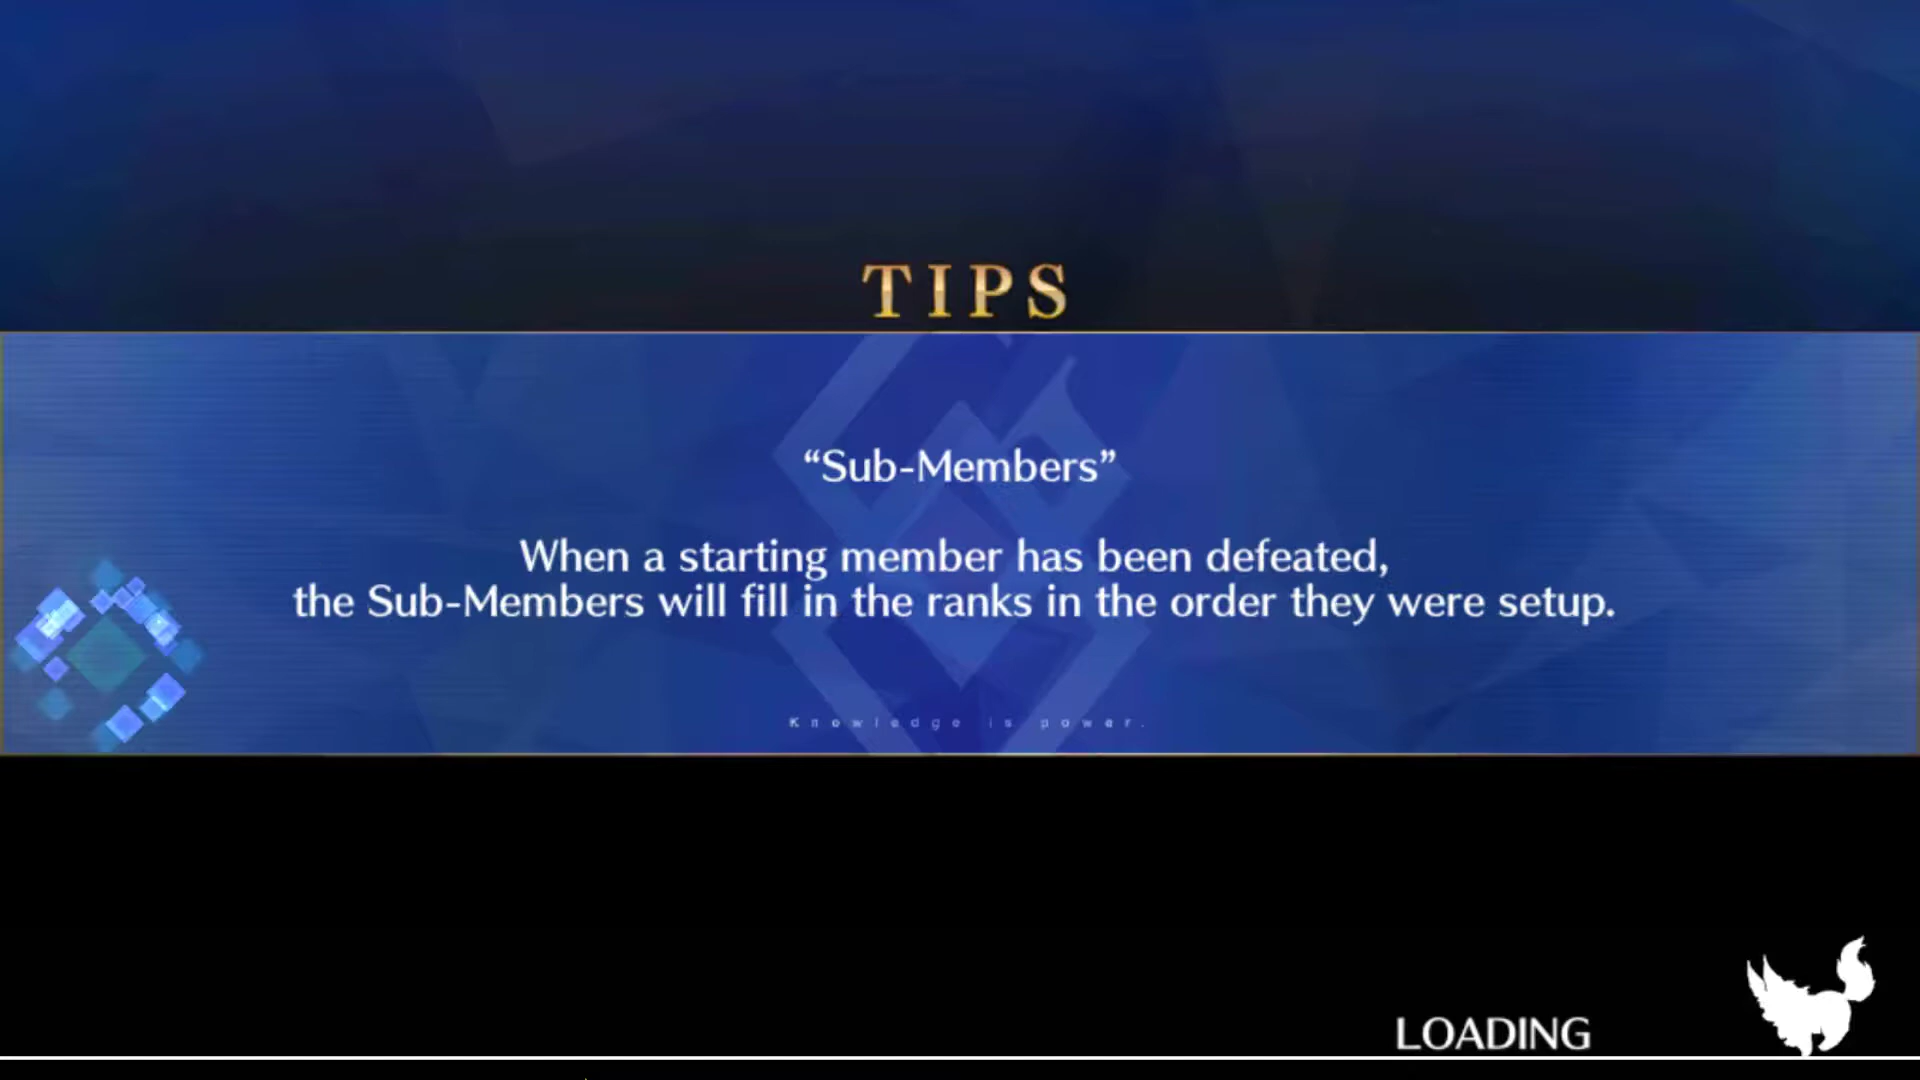 TIPS
“Sub-Members”
When a starting member has been defeated,
the Sub-Members will fill in the ranks in the order they were setup.
Knowledge is power.
LOADING